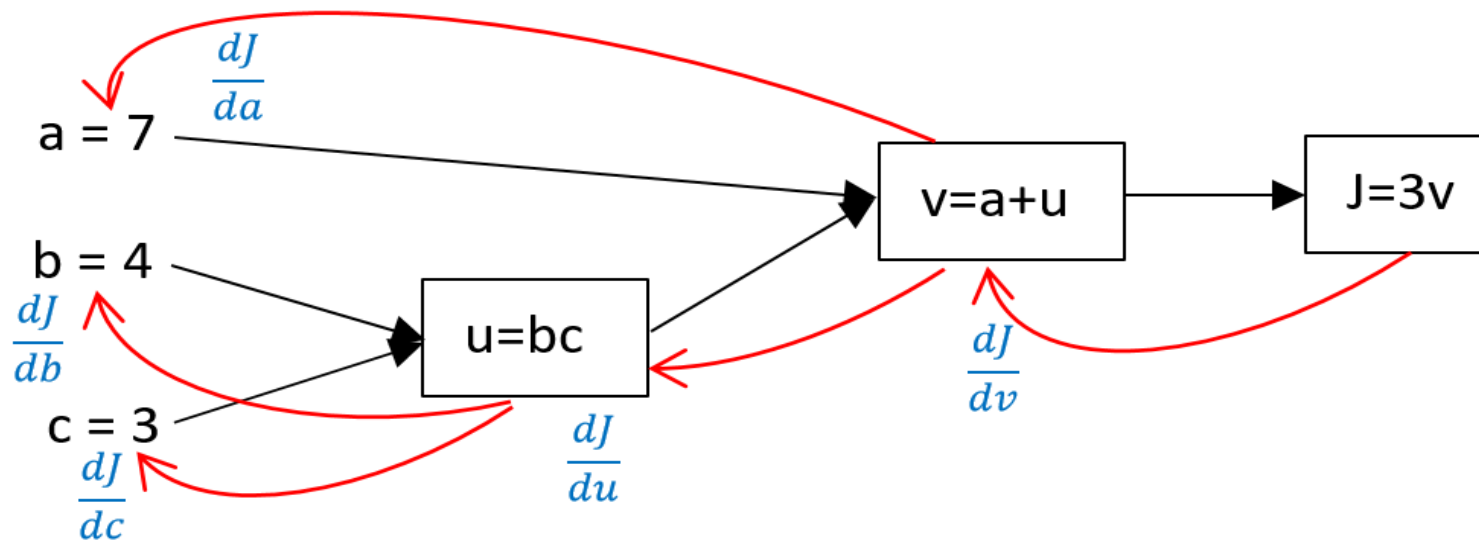 dJ
da
a = 7
v=a+u
J=3v
b = 4
dJ
db
u=bc
dJ
dv
c = 3
dJ
dc
dJ
du